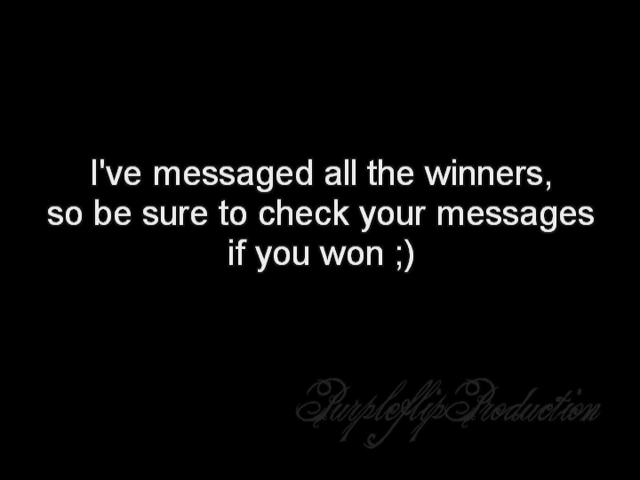 I've messaged all the winners,
so be sure to check your messages
if you won ;)
PurpleflipProduction